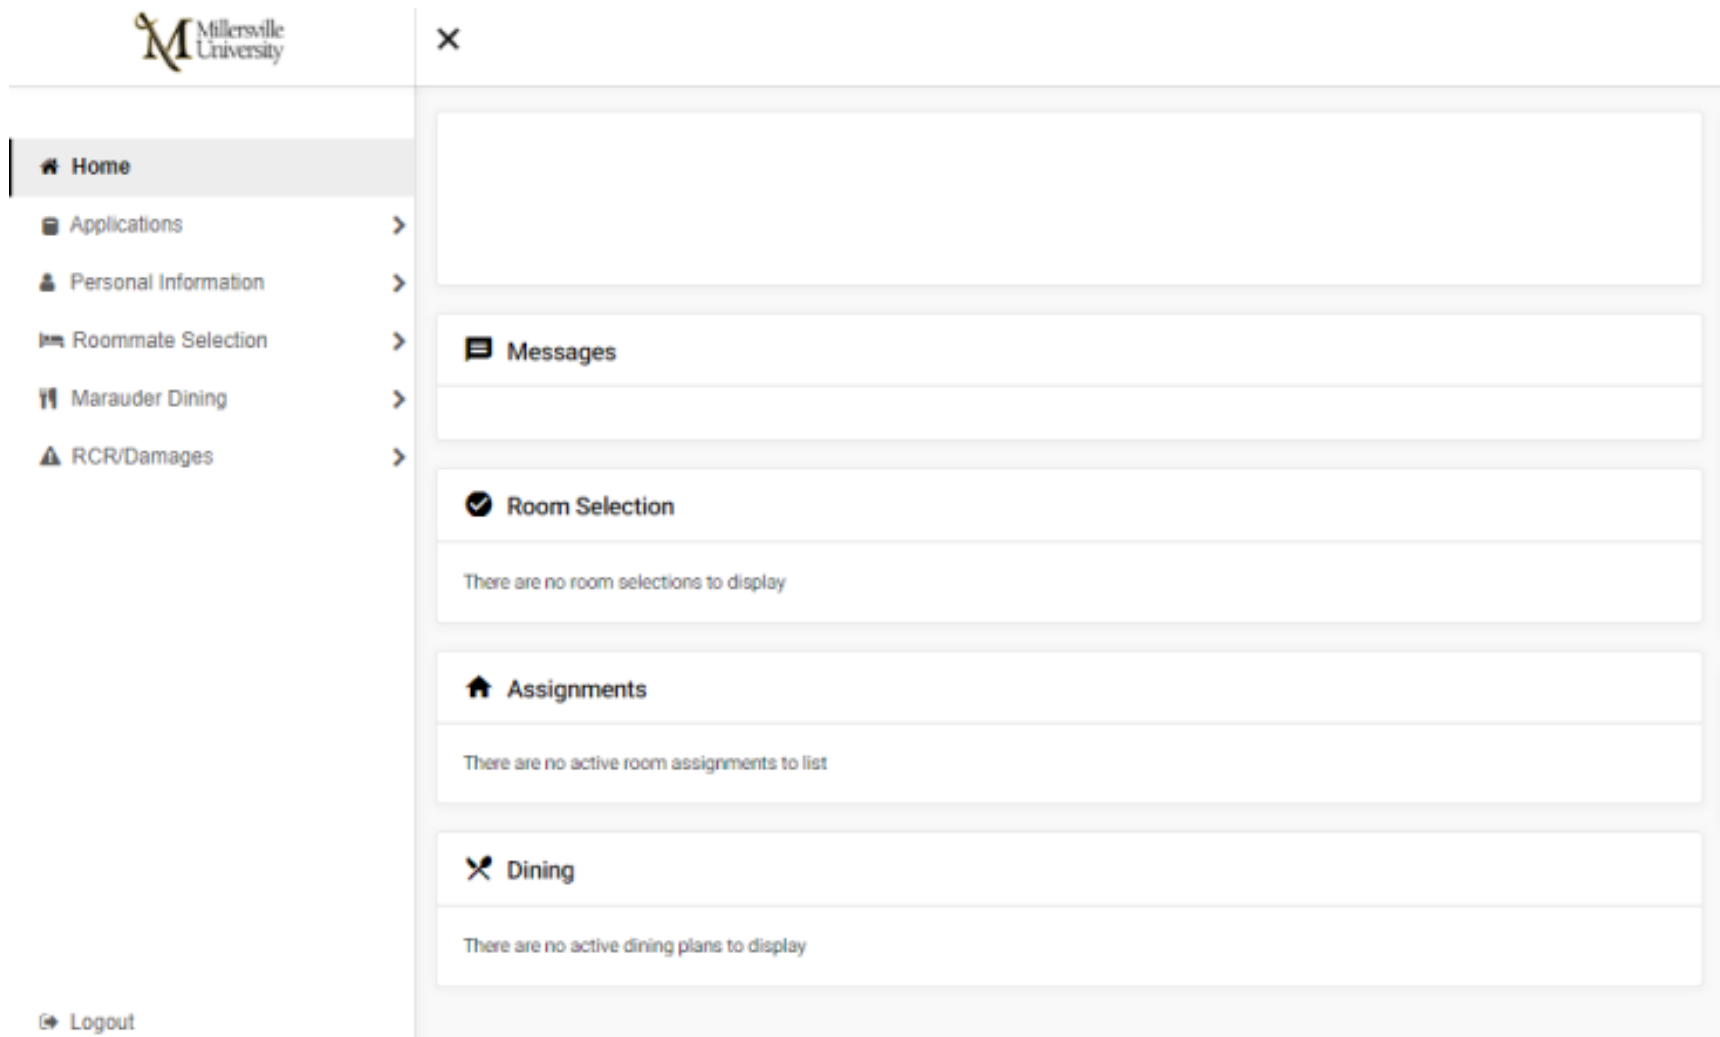 Millersville
University
Home
Applications
Personal Information
Roommate Selection
Marauder Dining
RCR/Damages
Logout
Messages
Room Selection
There are no room selections to display
Assignments
There are no active room assignments to list
Dining
There are no active dining plans to display